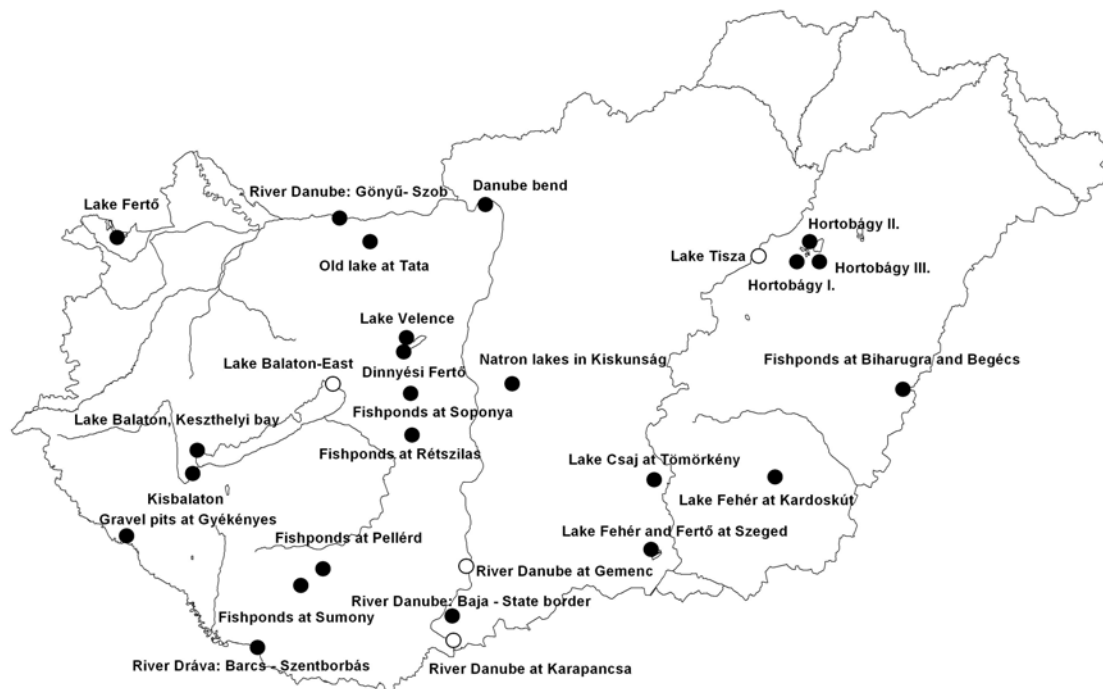 Danube bend
River Danube: Gönyű- Szob
Lake Fertő
Hortobágy II.
Old lake at Tata
Lake Tisza
Hortobágy III.
Hortobágy I.
Lake Velence
Lake Balaton-East
Natron lakes in Kiskunság
Fishponds at Biharugra and Begécs
Dinnyési Fertő
Fishponds at Soponya
Lake Balaton, Keszthelyi bay
Fishponds at Rétszilas
Lake Csaj at Tömörkény
Kisbalaton
Lake Fehér at Kardoskút
Gravel pits at Gyékényes
Lake Fehér and Fertő at Szeged
Fishponds at Pellérd
River Danube at Gemenc
River Danube: Baja - State border
Fishponds at Sumony
River Dráva: Barcs - Szentborbás
River Danube at Karapancsa